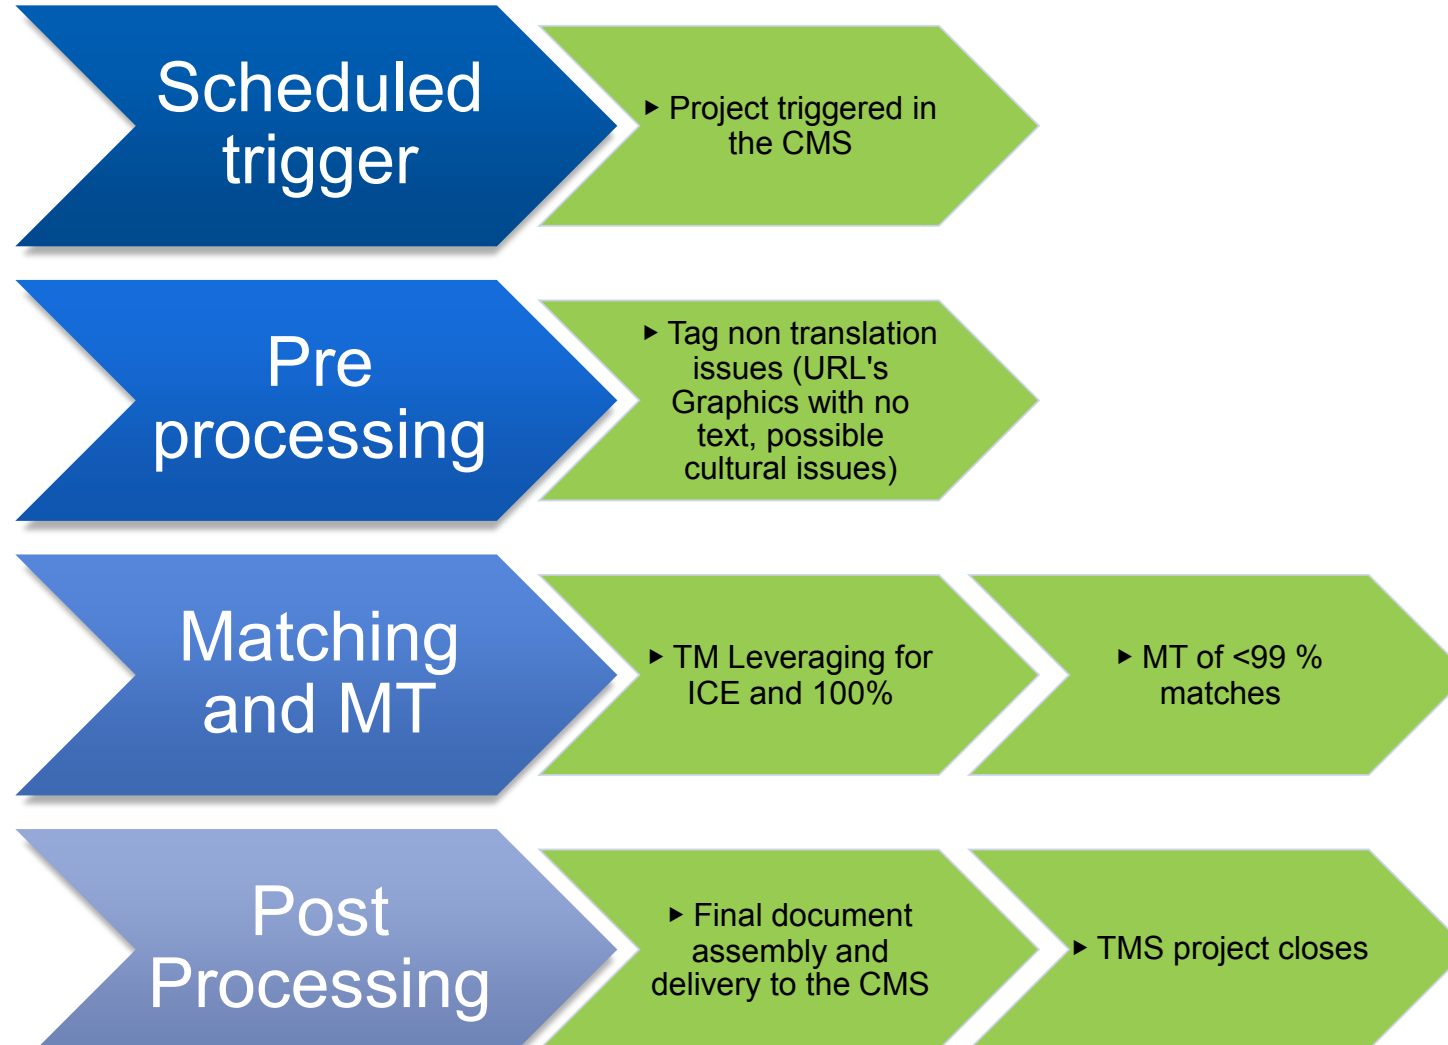 Scheduled
trigger
▶ Project triggered in
the CMS
Pre
processing
▶ Tag non translation
issues (URL's
Graphics with no
text, possible
cultural issues)
Matching
and MT
▶ TM Leveraging for
ICE and 100%
▶ MT of <99 %
matches
Post
Processing
▶ Final document
assembly and
delivery to the CMS
▶ TMS project closes